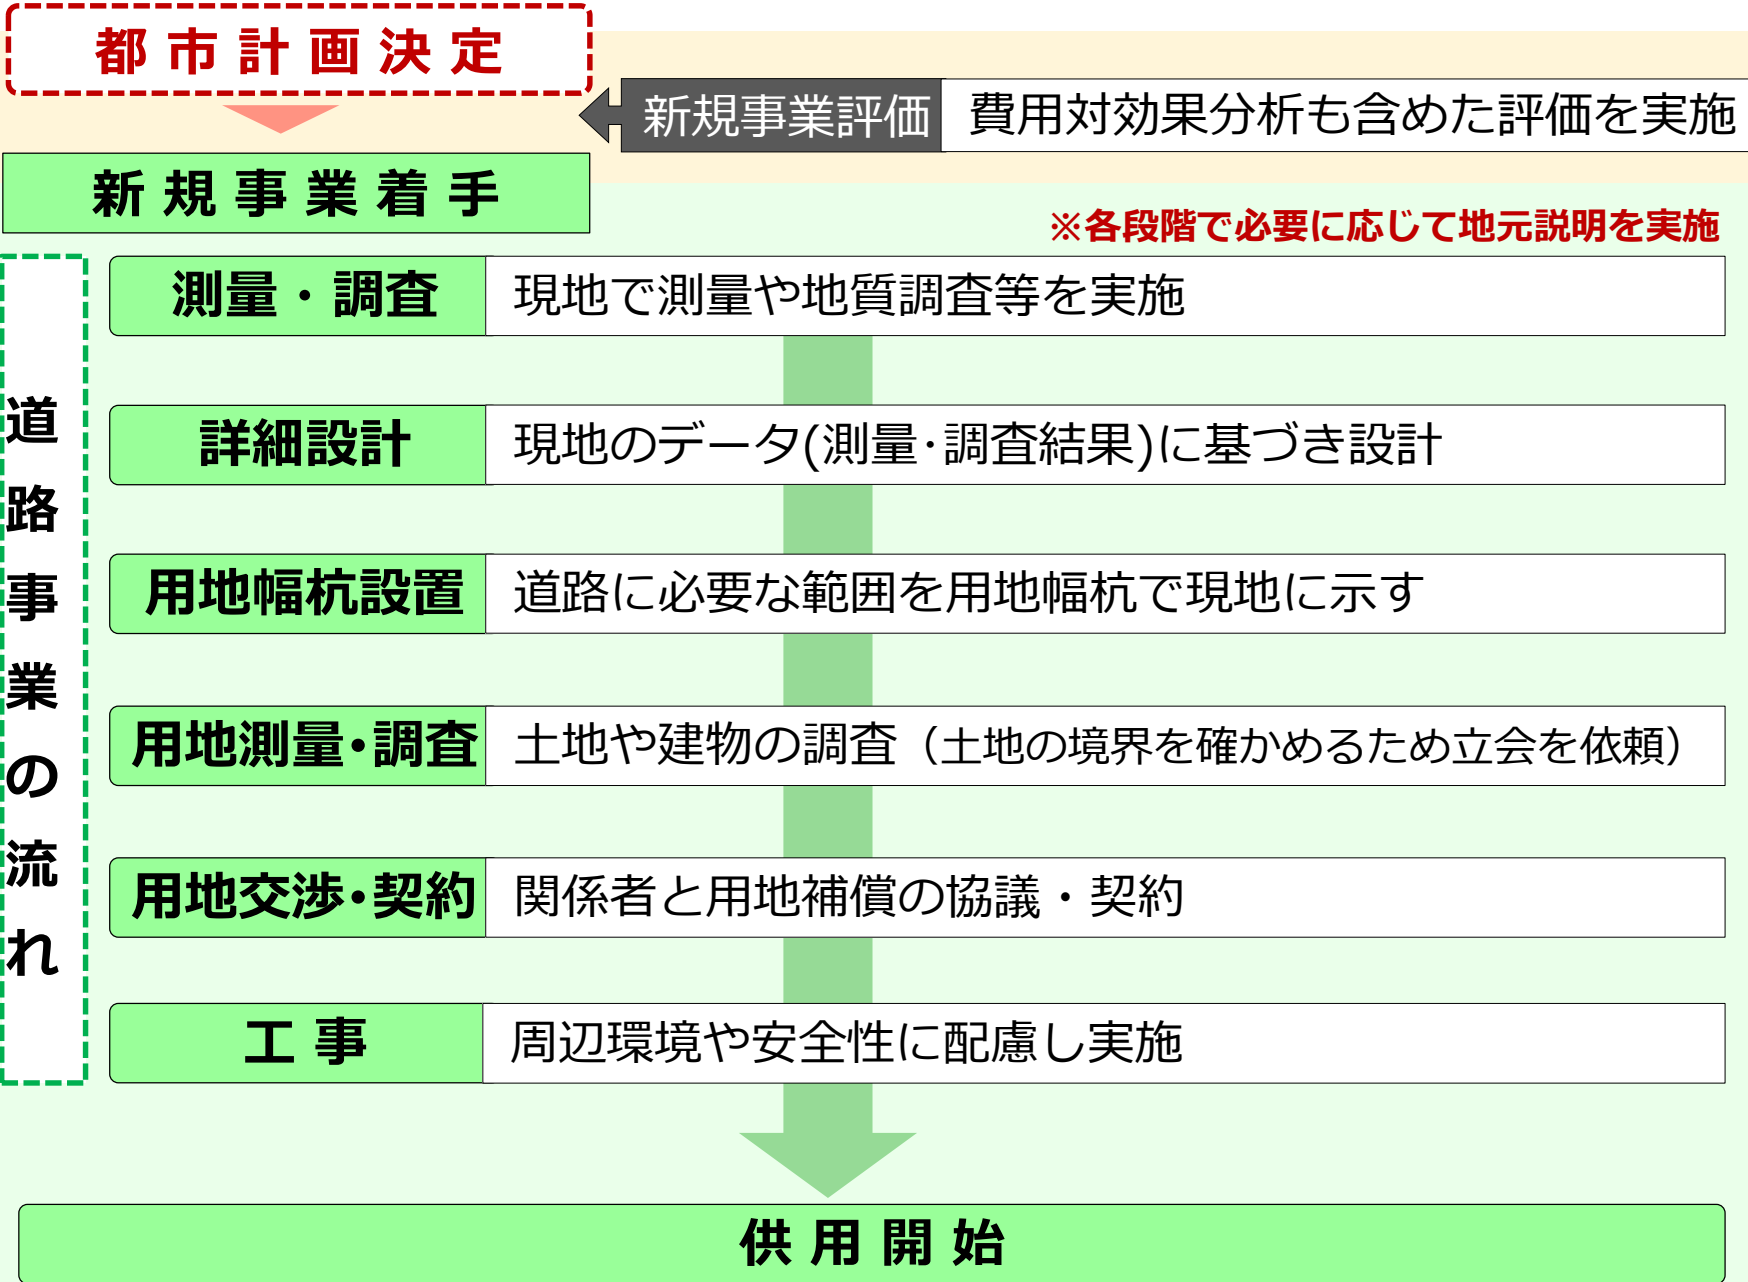 都市計画決定
新規事業評価 費用対効果分析も含めた評価を実施
新規事業着手
※各段階で必要に応じて地元説明を実施
道路事業の流れ
測量・調査 現地で測量や地質調査等を実施
詳細設計 現地のデータ(測量･調査結果)に基づき設計
用地幅杭設置 道路に必要な範囲を用地幅杭で現地に示す
用地測量・調査 土地や建物の調査（土地の境界を確かめるため立会を依頼）
用地交渉・契約 関係者と用地補償の協議・契約
工事 周辺環境や安全性に配慮し実施
供用開始